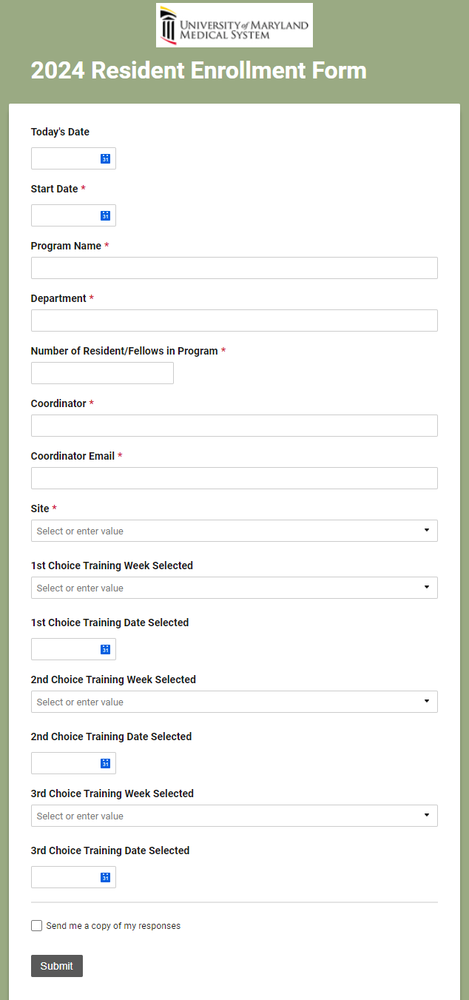 UNIVERSITY of MARYLAND
MEDICAL SYSTEM
2024 Resident Enrollment Form
Today's Date
31
Start Date *
31
Program Name *
Department *
Number of Resident/Fellows in Program *
Coordinator *
Coordinator Email *
Site *
Select or enter value
1st Choice Training Week Selected
Select or enter value
1st Choice Training Date Selected
31
2nd Choice Training Week Selected
Select or enter value
2nd Choice Training Date Selected
31
3rd Choice Training Week Selected
Select or enter value
3rd Choice Training Date Selected
31
Send me a copy of my responses
Submit